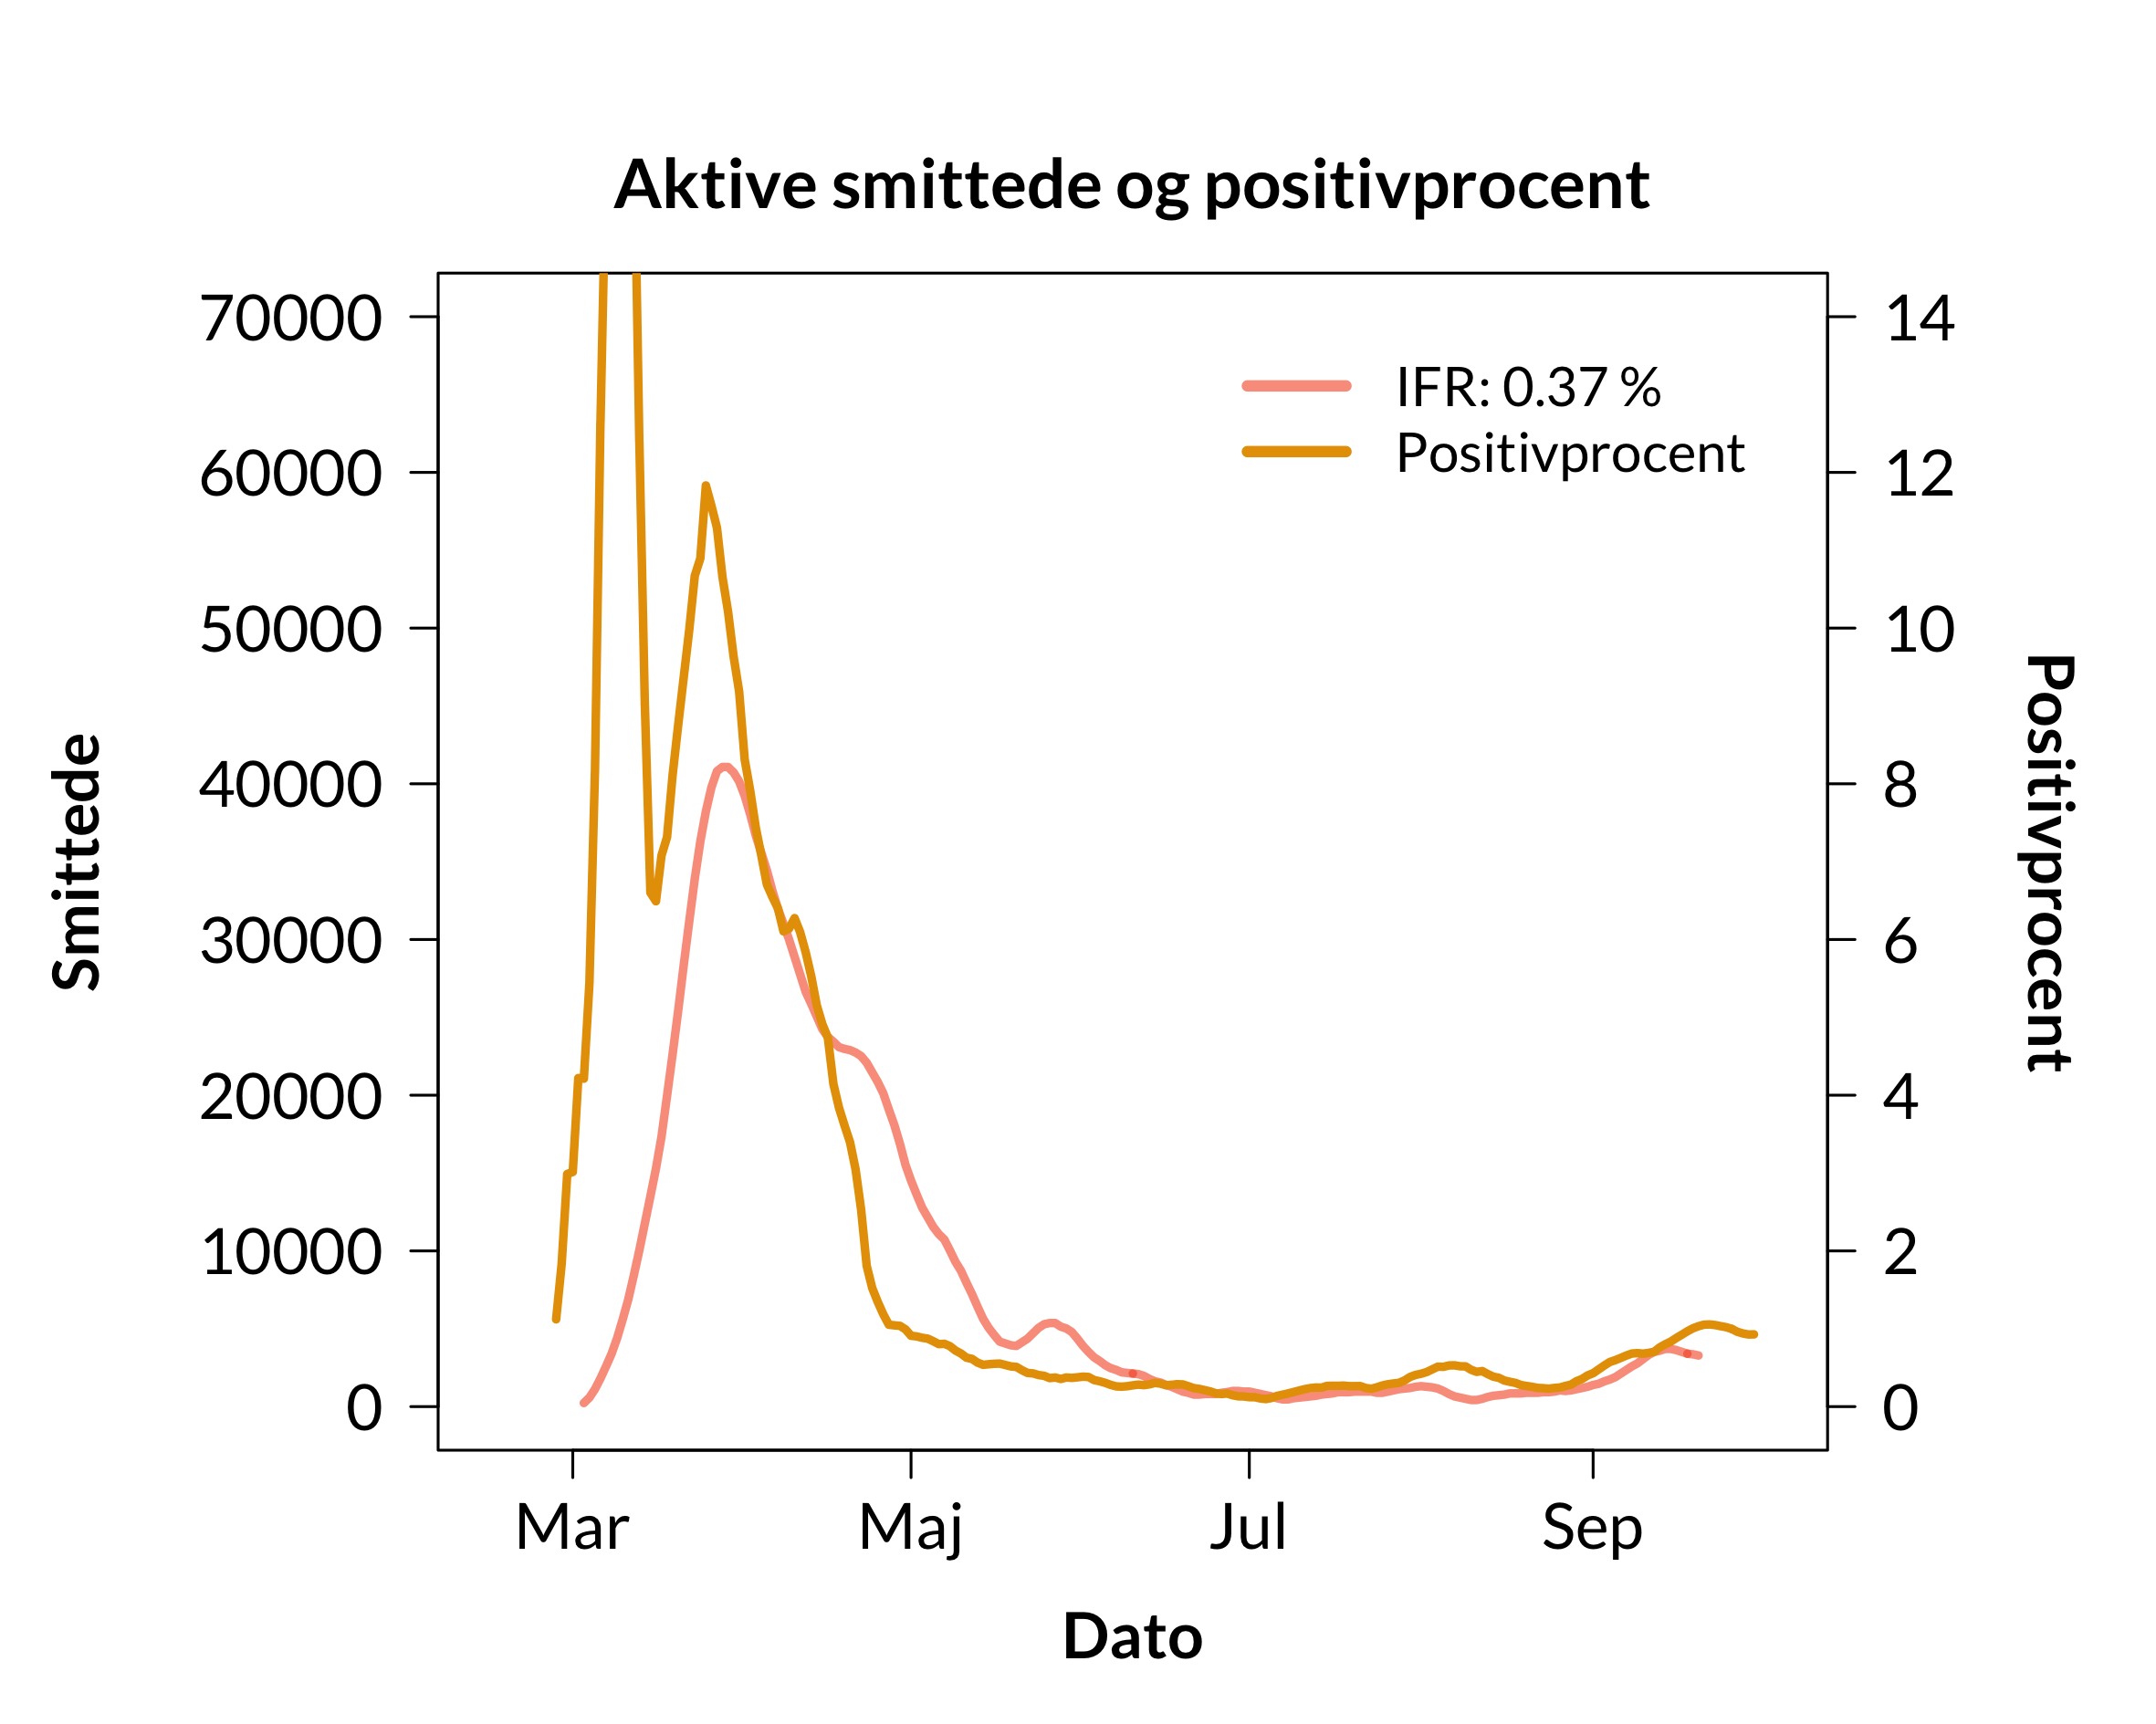 Aktive smittede og positivprocent
IFR: 0.37 %
Positivprocent
70000
60000
50000
40000
30000
20000
10000
0
14
12
10
8
6
4
2
0
Smittede
Positivprocent
Mar
Maj
Jul
Sep
Dato